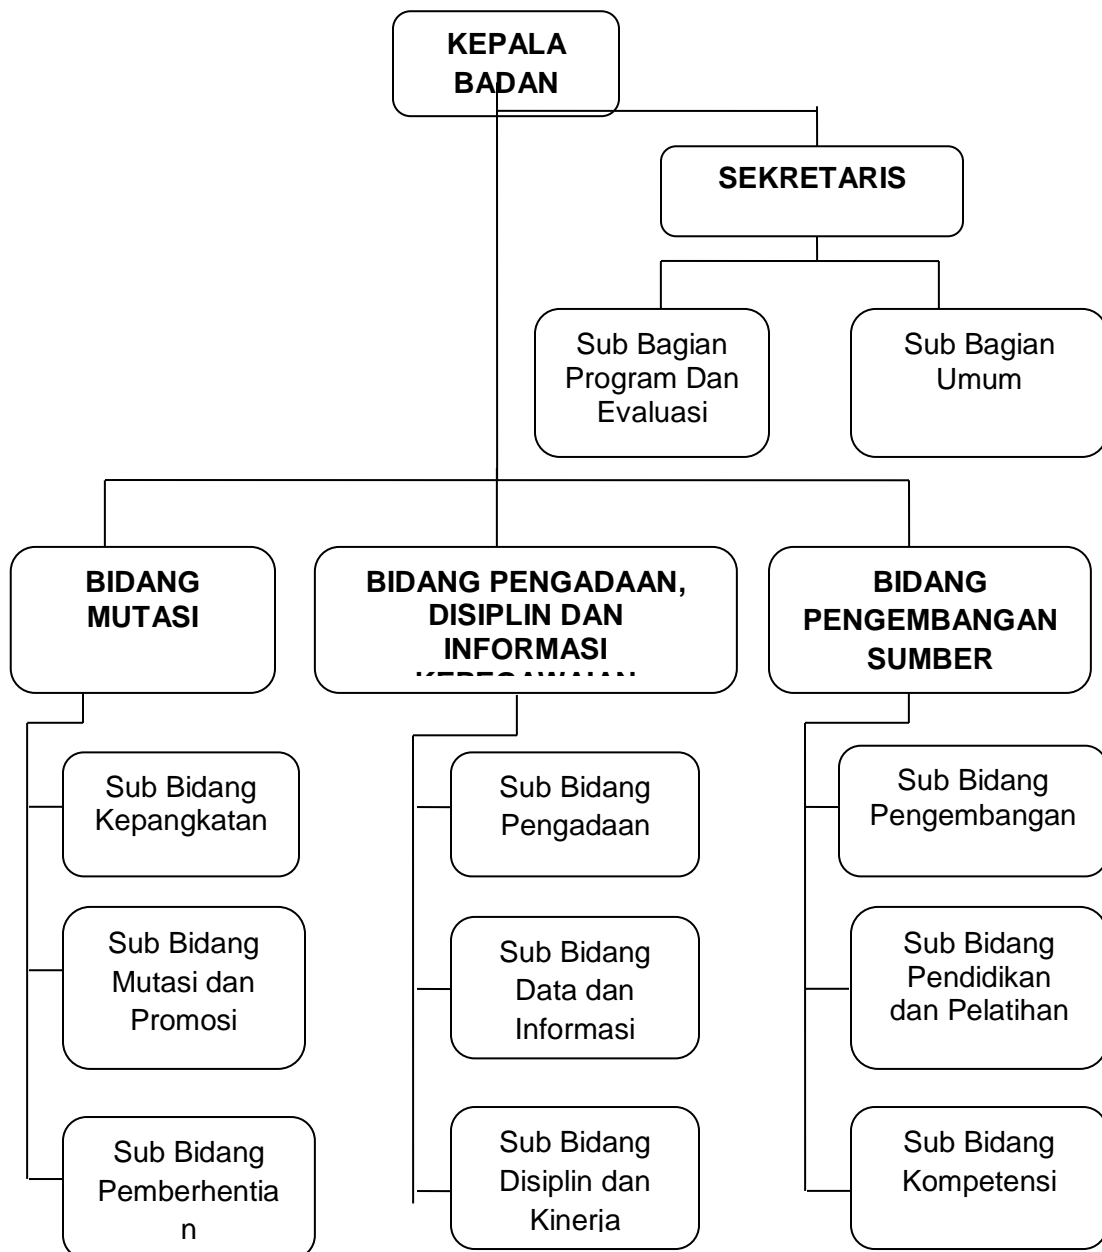 KEPALA
BADAN
SEKRETARIS
Sub Bagian
Program Dan
Evaluasi
Sub Bagian
Umum
BIDANG
MUTASI
BIDANG PENGADAAN,
DISIPLIN DAN
INFORMASI
KEPEGAWAIAN
BIDANG
PENGEMBANGAN
SUMBER
Sub Bidang
Kepangkatan
Sub Bidang
Mutasi dan
Promosi
Sub Bidang
Pemberhentia
n
Sub Bidang
Pengadaan
Sub Bidang
Data dan
Informasi
Sub Bidang
Disiplin dan
Kinerja
Sub Bidang
Pengembangan
Sub Bidang
Pendidikan
dan Pelatihan
Sub Bidang
Kompetensi